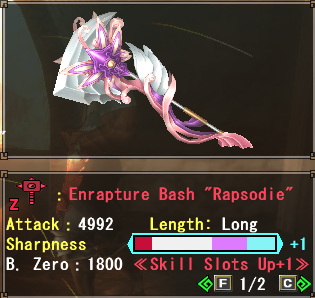 Z : Enrapture Bash "Rapsodie"
Attack : 4992 Length: Long
Sharpness +1
B. Zero : 1800 ≪Skill Slots Up+1≫
F 1/2 C